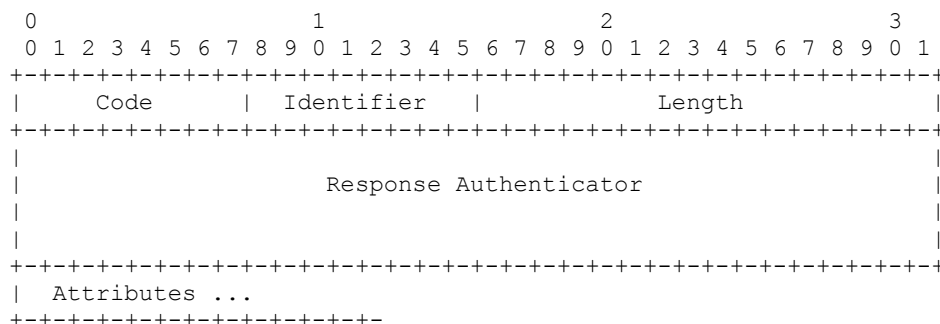 0                   1                   2                   3
 0 1 2 3 4 5 6 7 8 9 0 1 2 3 4 5 6 7 8 9 0 1 2 3 4 5 6 7 8 9 0 1
+-+-+-+-+-+-+-+-+-+-+-+-+-+-+-+-+-+-+-+-+-+-+-+-+-+-+-+-+-+-+-+-+
|     Code      |  Identifier   |            Length             |
+-+-+-+-+-+-+-+-+-+-+-+-+-+-+-+-+-+-+-+-+-+-+-+-+-+-+-+-+-+-+-+-+
|                                                               |
|                     Response Authenticator                    |
|                                                               |
|                                                               |
+-+-+-+-+-+-+-+-+-+-+-+-+-+-+-+-+-+-+-+-+-+-+-+-+-+-+-+-+-+-+-+-+
|  Attributes ...
+-+-+-+-+-+-+-+-+-+-+-+-+-